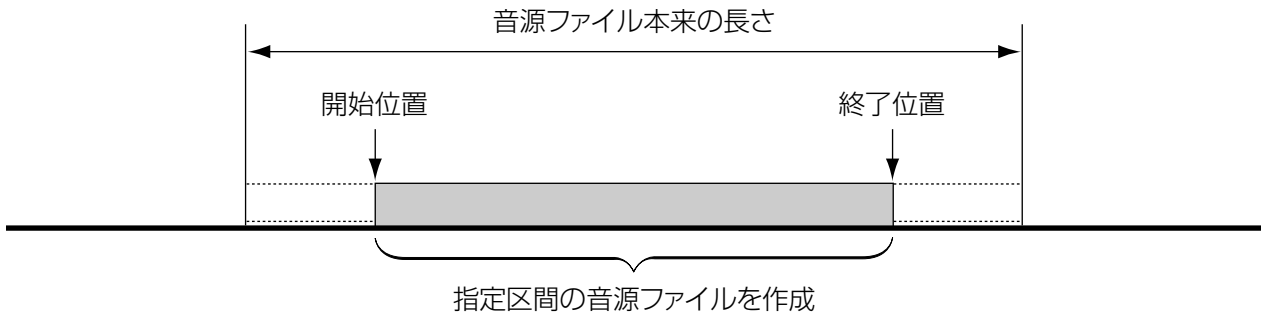 音源ファイル本来の長さ
開始位置
終了位置
指定区間の音源ファイルを作成